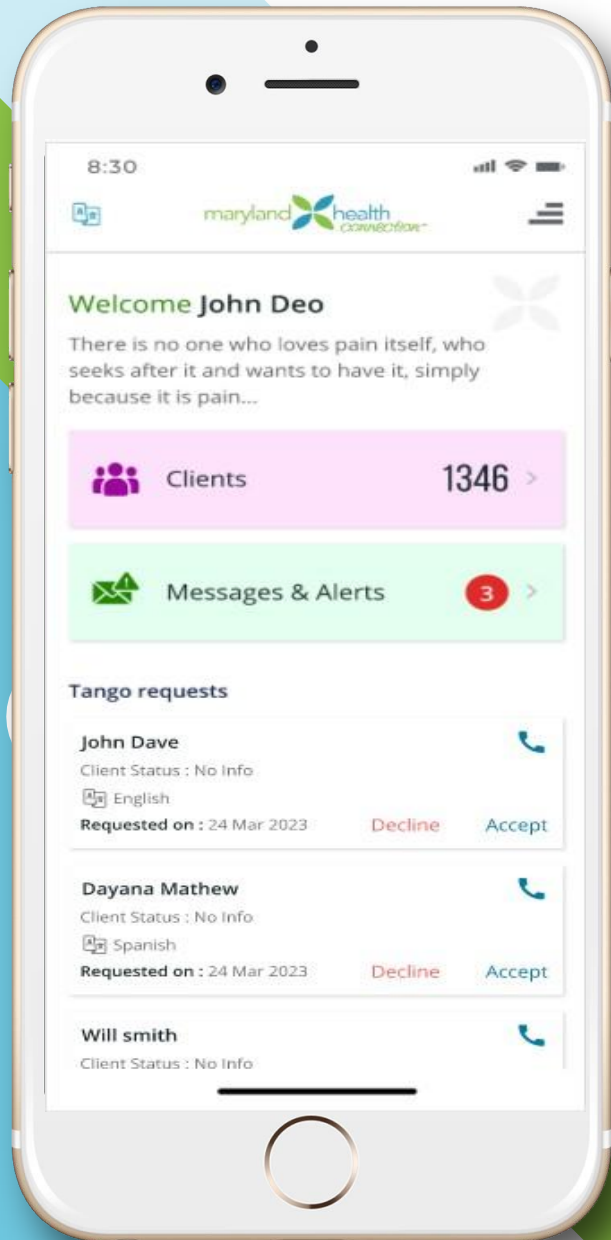 8:30
maryland health
connection
Welcome John Deo
There is no one who loves pain itself, who
seeks after it and wants to have it, simply
because it is pain...
Clients 1346
Messages & Alerts 3
Tango requests
John Dave
Client Status : No Info
English
Requested on : 24 Mar 2023 Decline Accept
Dayana Mathew
Client Status : No Info
Spanish
Requested on : 24 Mar 2023 Decline Accept
Will smith
Client Status : No Info